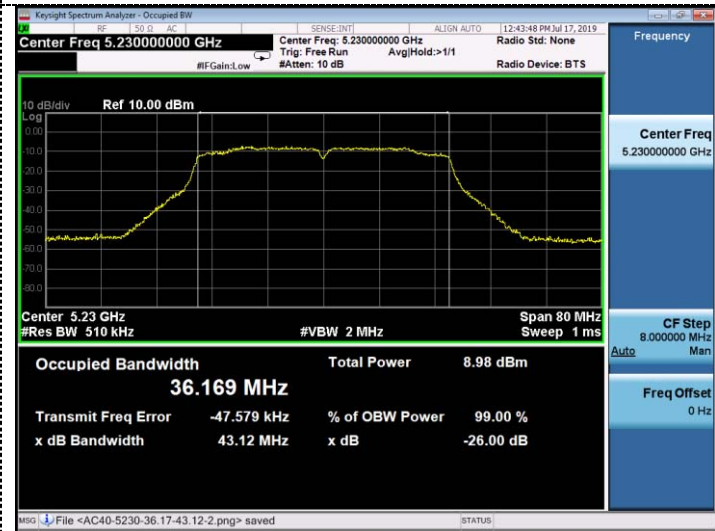 Keysight Spectrum Analyzer - Occupied BW
RF 50 Ω AC SENSE:INT ALIGN AUTO 12:43:48 PM Jul 17, 2019
Center Freq 5.230000000 GHz
Center Freq: 5.230000000 GHz
Radio Std: None
Trig: Free Run Avg|Hold:>1/1
#IFGain:Low #Atten: 10 dB Radio Device: BTS
Frequency
10 dB/div Ref 10.00 dBm
Log
0.00
-10.0
-20.0
-30.0
-40.0
-50.0
-60.0
-70.0
-80.0
Center Freq
5.230000000 GHz
Center 5.23 GHz Span 80 MHz
#Res BW 510 kHz #VBW 2 MHz Sweep 1 ms
CF Step
8.000000 MHz
Auto Man
Freq Offset
0 Hz
Occupied Bandwidth Total Power 8.98 dBm
36.169 MHz
Transmit Freq Error -47.579 kHz % of OBW Power 99.00 %
x dB Bandwidth 43.12 MHz x dB -26.00 dB
MSG File <AC40-5230-36.17-43.12-2.png> saved STATUS